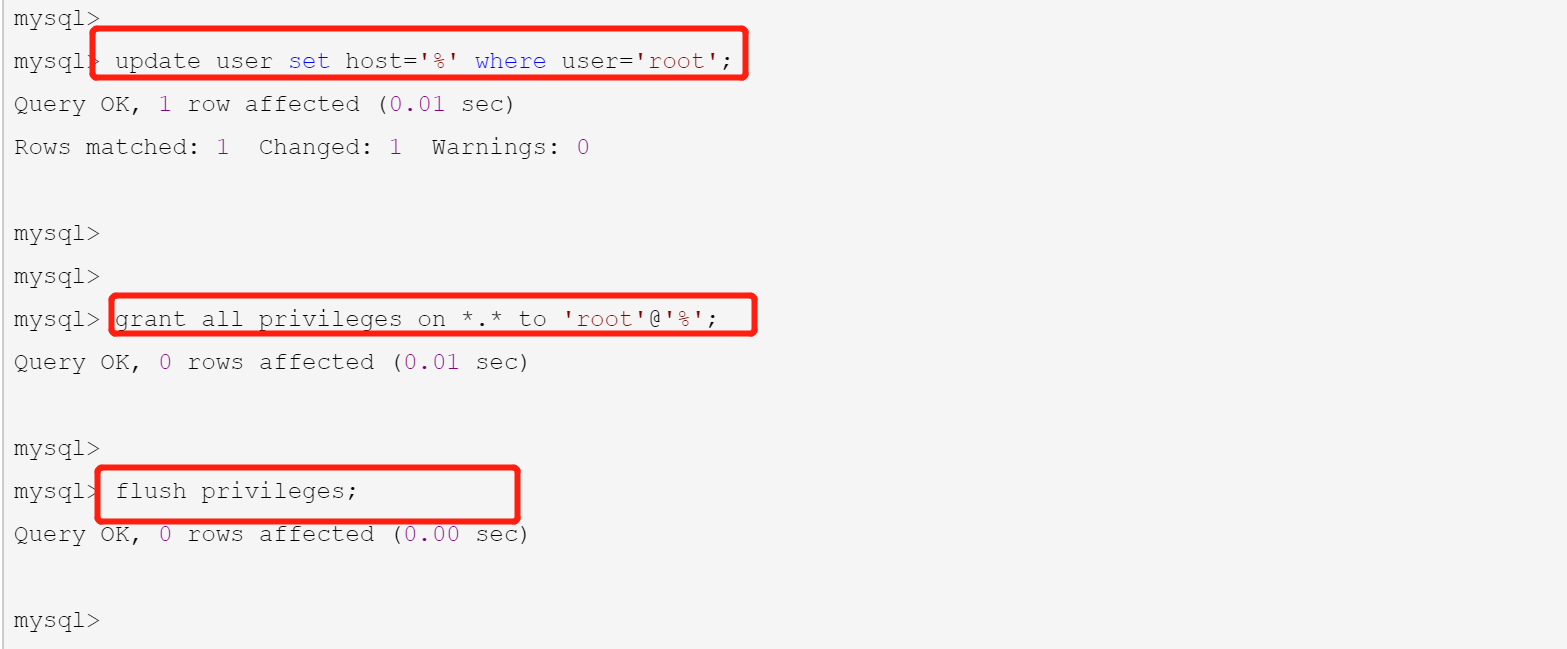 mysql>
mysql> update user set host='%' where user='root';
Query OK, 1 row affected (0.01 sec)
Rows matched: 1  Changed: 1  Warnings: 0
mysql>
mysql>
mysql> grant all privileges on *.* to 'root'@'%';
Query OK, 0 rows affected (0.01 sec)
mysql>
mysql> flush privileges;
Query OK, 0 rows affected (0.00 sec)
mysql>